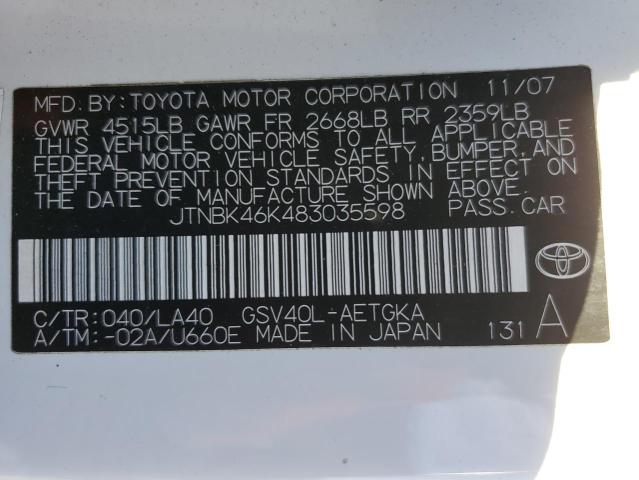 MFD. BY: TOYOTA MOTOR CORPORATION 11/07
GVWR 4515LB GAWR FR 2668LB RR 2359LB
THIS VEHICLE CONFORMS TO ALL APPLICABLE
FEDERAL MOTOR VEHICLE SAFETY, BUMPER, AND
THEFT PREVENTION STANDARDS IN EFFECT ON
THE DATE OF MANUFACTURE SHOWN ABOVE.
JTNBK46K483035598 PASS. CAR
C/TR: 040/LA40 GSV40L-AETGKA
A/TM: -02A/U660E MADE IN JAPAN 131 A